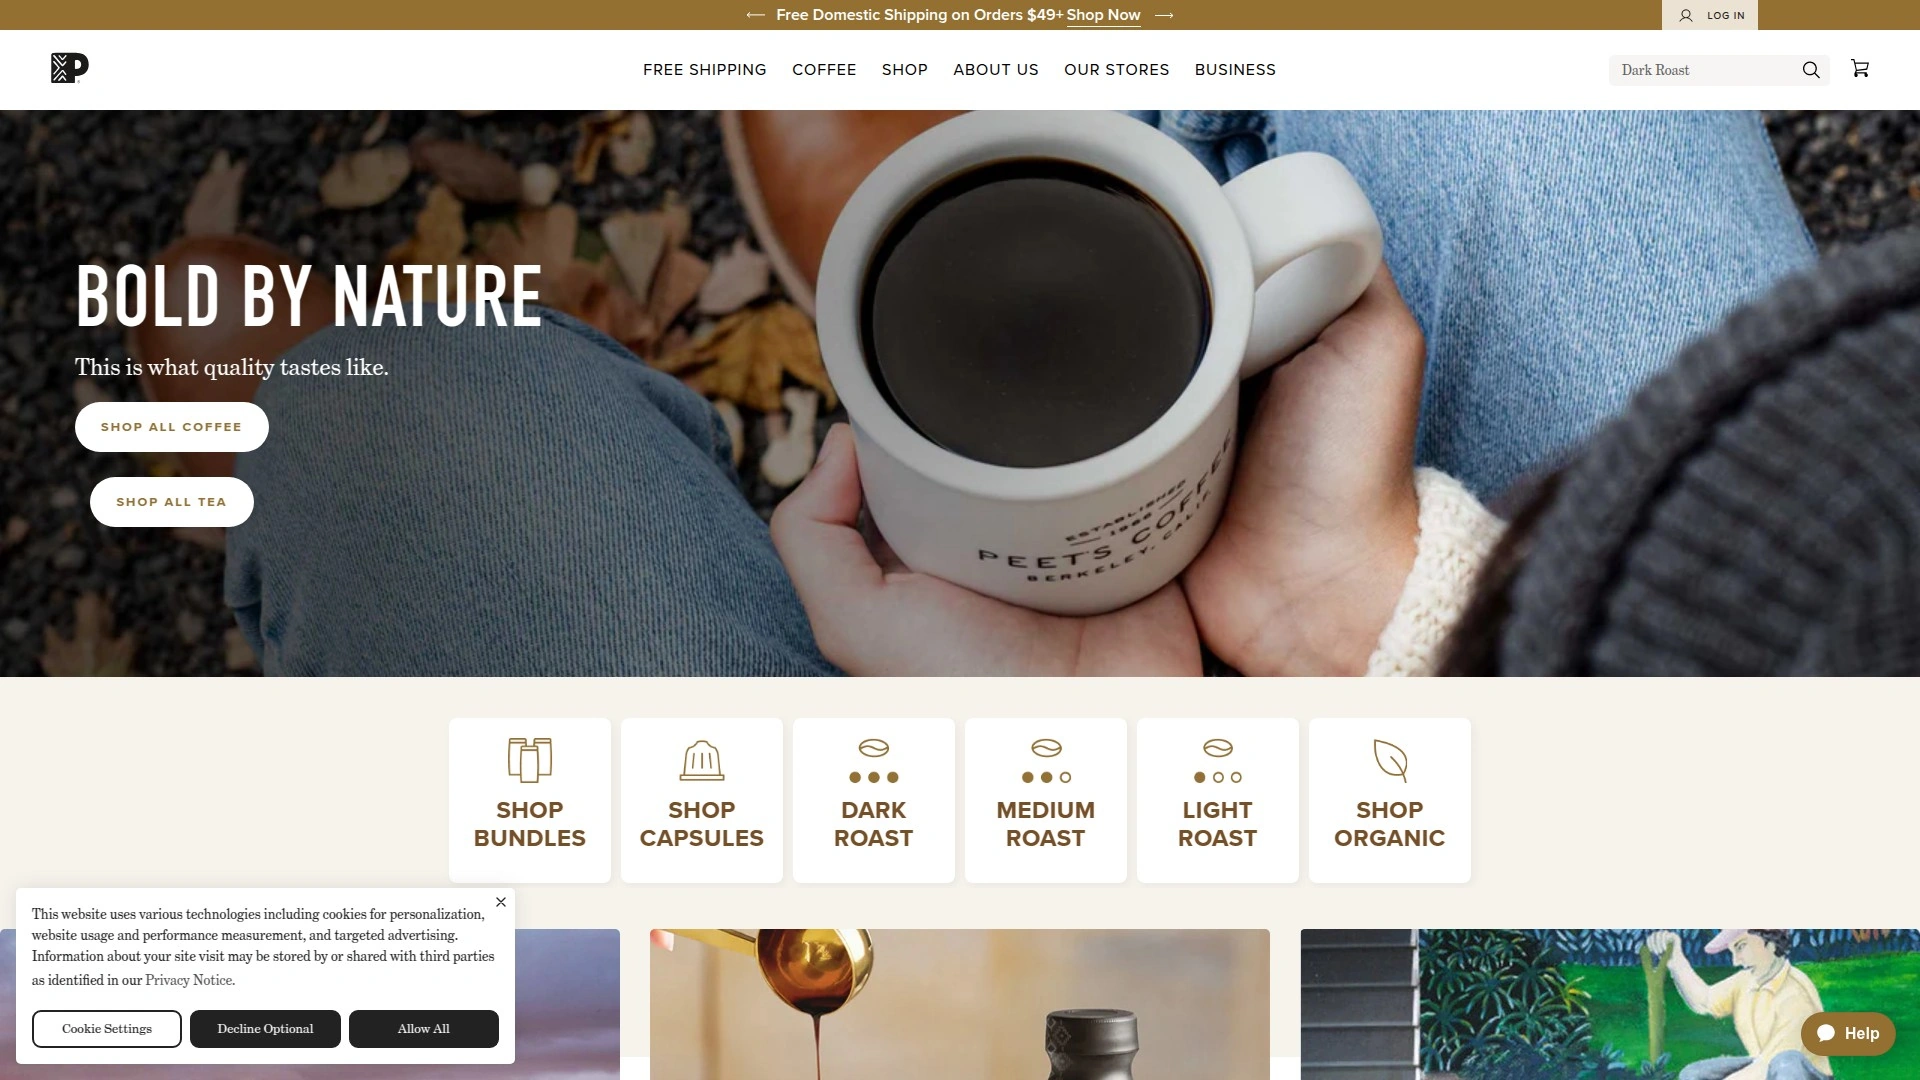 Free Domestic Shipping on Orders $49+ Shop Now
LOG IN
P
FREE SHIPPING COFFEE SHOP ABOUT US OUR STORES BUSINESS
Dark Roast
BOLD BY NATURE
This is what quality tastes like.
SHOP ALL COFFEE
SHOP ALL TEA
ESTABLISHED
1966
PEET'S COFFEE
BERKELEY, CALIF
SHOP
BUNDLES
SHOP
CAPSULES
DARK
ROAST
MEDIUM
ROAST
LIGHT
ROAST
SHOP
ORGANIC
This website uses various technologies including cookies for personalization,
website usage and performance measurement, and targeted advertising.
Information about your site visit may be stored by or shared with third parties
as identified in our Privacy Notice.
Cookie Settings
Decline Optional
Allow All
Help